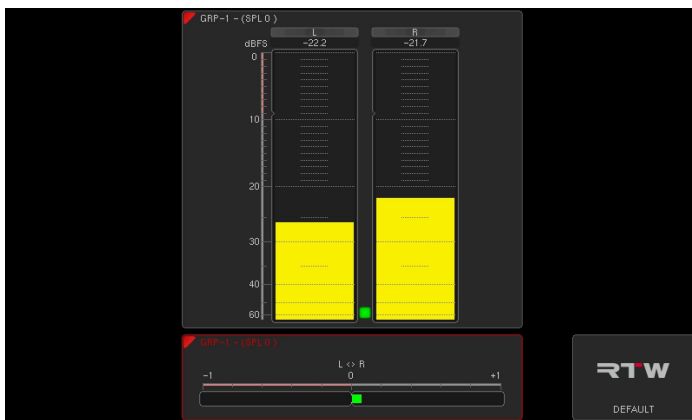 GRP-1 - (SPL 0 )
L R
dBFS -22.2 -21.7
0
10
20
30
40
60
GRP-1 - (SPL 0 )
L <> R
-1 0 +1
RTW
DEFAULT